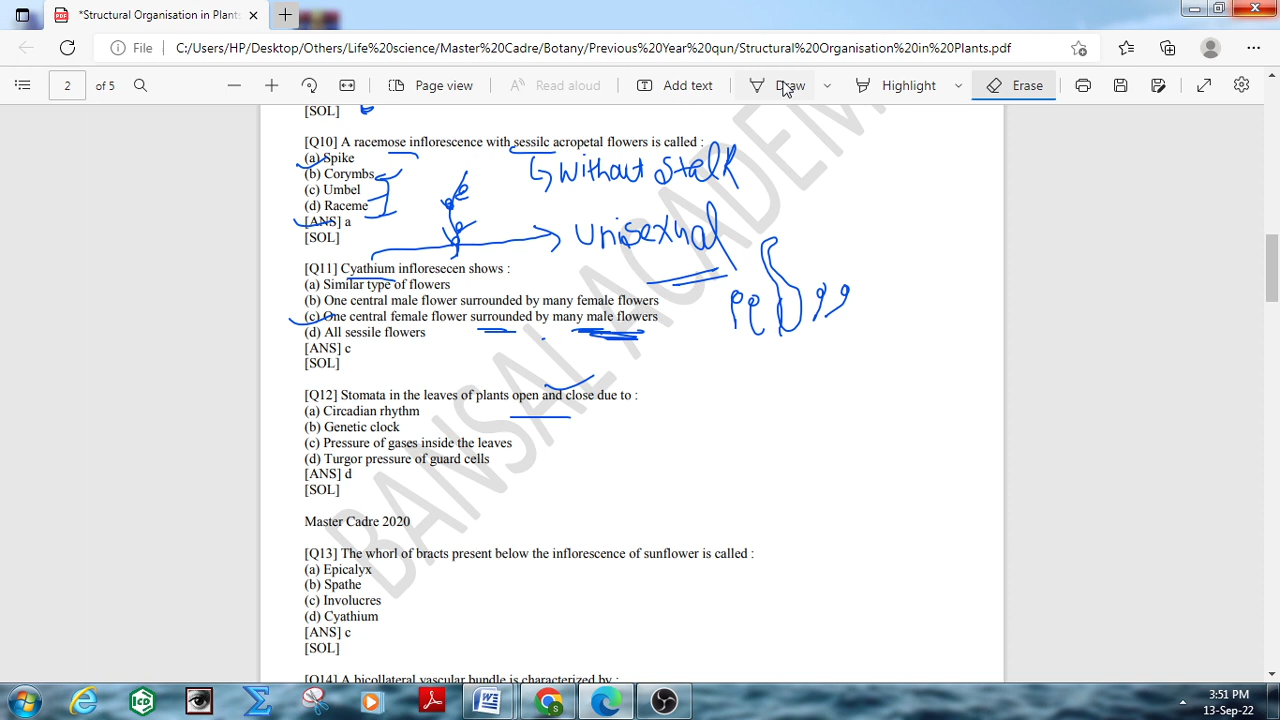 *Structural Organisation in Plants
File C:/Users/HP/Desktop/Others/Life%20science/Master%20Cadre/Botany/Previous%20Year%20qun/Structural%20Organisation%20in%20Plants.pdf
2 of 5 Page view Read aloud Add text Draw Highlight Erase
[SOL]
[Q10] A racemose inflorescence with sessilc acropetal flowers is called :
(a) Spike
without stalk
(b) Corymbs
(c) Umbel
(d) Raceme
[ANS] a
[SOL]
unisexual
[Q11] Cyathium infloresecen shows :
(a) Similar type of flowers
(b) One central male flower surrounded by many female flowers
(c) One central female flower surrounded by many male flowers
(d) All sessile flowers
[ANS] c
[SOL]
[Q12] Stomata in the leaves of plants open and close due to :
(a) Circadian rhythm
(b) Genetic clock
(c) Pressure of gases inside the leaves
(d) Turgor pressure of guard cells
[ANS] d
[SOL]
Master Cadre 2020
[Q13] The whorl of bracts present below the inflorescence of sunflower is called :
(a) Epicalyx
(b) Spathe
(c) Involucres
(d) Cyathium
[ANS] c
[SOL]
[Q14] A bicollateral vascular bundle is characterized by :
BANSAL ACADEM
3:51 PM
13-Sep-22